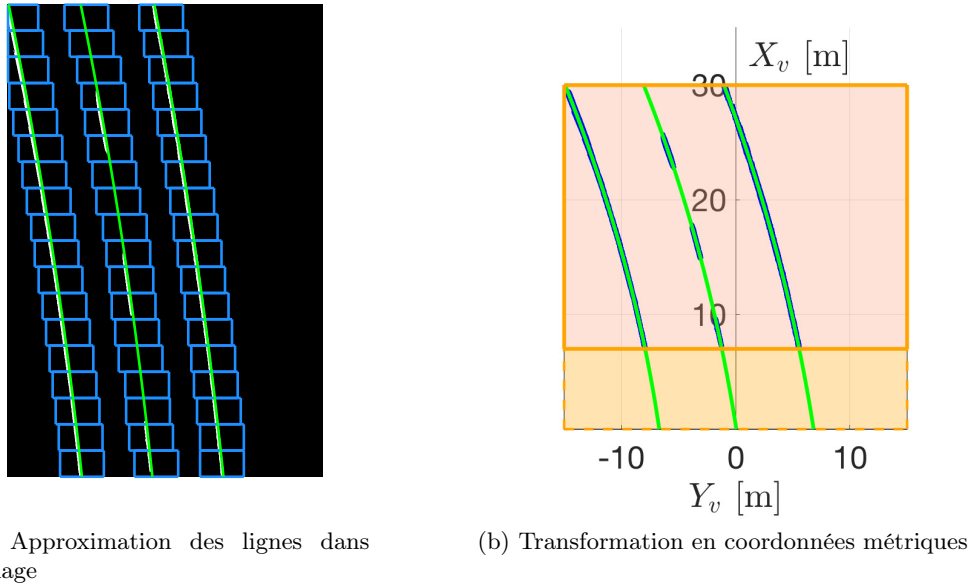 X_v [m]
30
20
10
-10 0 10
Y_v [m]
Approximation des lignes dans
age
(b) Transformation en coordonnées métriques